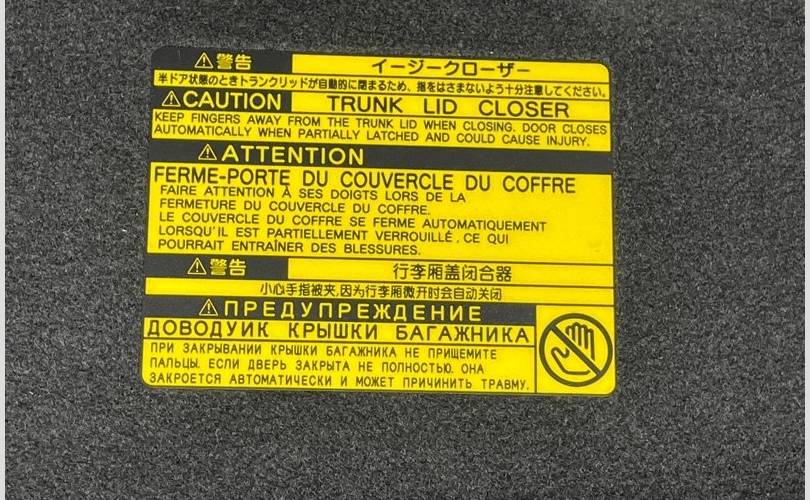 ⚠警告 イージークローザー
半ドア状態のときトランクリッドが自動的に閉まるため、指をはさまないよう十分注意してください。
⚠CAUTION TRUNK LID CLOSER
KEEP FINGERS AWAY FROM THE TRUNK LID WHEN CLOSING. DOOR CLOSES
AUTOMATICALLY WHEN PARTIALLY LATCHED AND COULD CAUSE INJURY.
⚠ATTENTION
FERME-PORTE DU COUVERCLE DU COFFRE
FAIRE ATTENTION À SES DOIGTS LORS DE LA
FERMETURE DU COUVERCLE DU COFFRE.
LE COUVERCLE DU COFFRE SE FERME AUTOMATIQUEMENT
LORSQU'IL EST PARTIELLEMENT VERROUILLÉ, CE QUI
POURRAIT ENTRAÎNER DES BLESSURES.
⚠警告 行李厢盖闭合器
小心手指被夹,因为行李厢微开时会自动关闭
⚠ПРЕДУПРЕЖДЕНИЕ
ДОВОДУИК КРЫШКИ БАГАЖНИКА
ПРИ ЗАКРЫВАНИИ КРЫШКИ БАГАЖНИКА НЕ ПРИЩЕМИТЕ
ПАЛЬЦЫ. ЕСЛИ ДВЕРЬ ЗАКРЫТА НЕ ПОЛНОСТЬЮ, ОНА
ЗАКРОЕТСЯ АВТОМАТИЧЕСКИ И МОЖЕТ ПРИЧИНИТЬ ТРАВМУ.